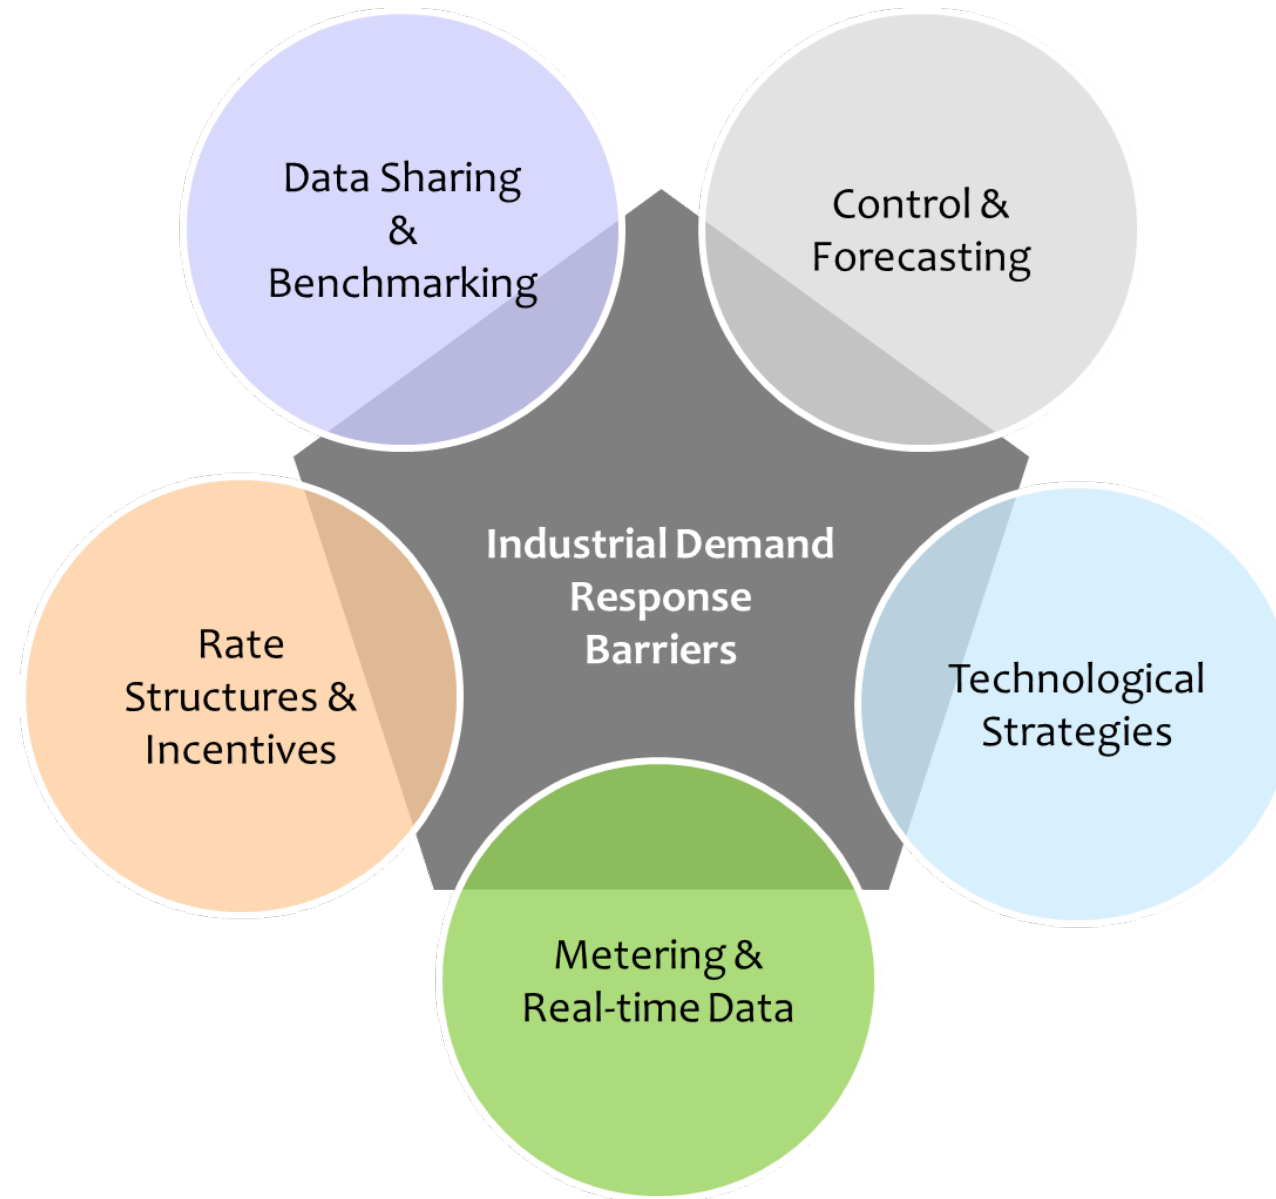 Data Sharing
&
Benchmarking
Control &
Forecasting
Industrial Demand
Response
Barriers
Rate
Structures &
Incentives
Technological
Strategies
Metering &
Real-time Data